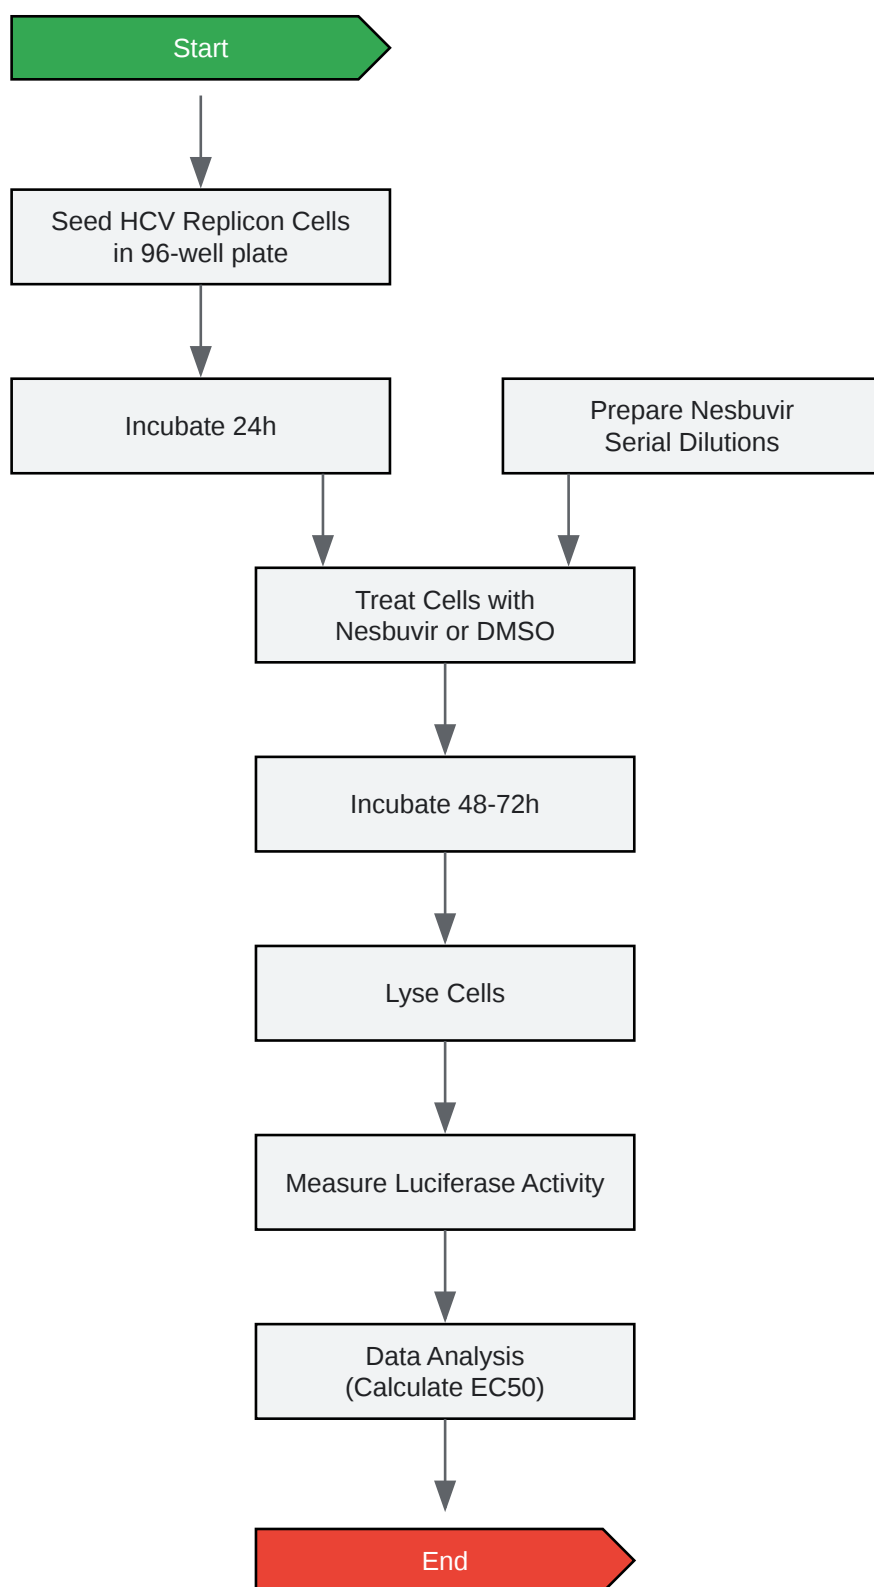 Start
Seed HCV Replicon Cells
in 96-well plate
Incubate 24h
Prepare Nesbuvir
Serial Dilutions
Treat Cells with
Nesbuvir or DMSO
Incubate 48-72h
Lyse Cells
Measure Luciferase Activity
Data Analysis
(Calculate EC50)
End